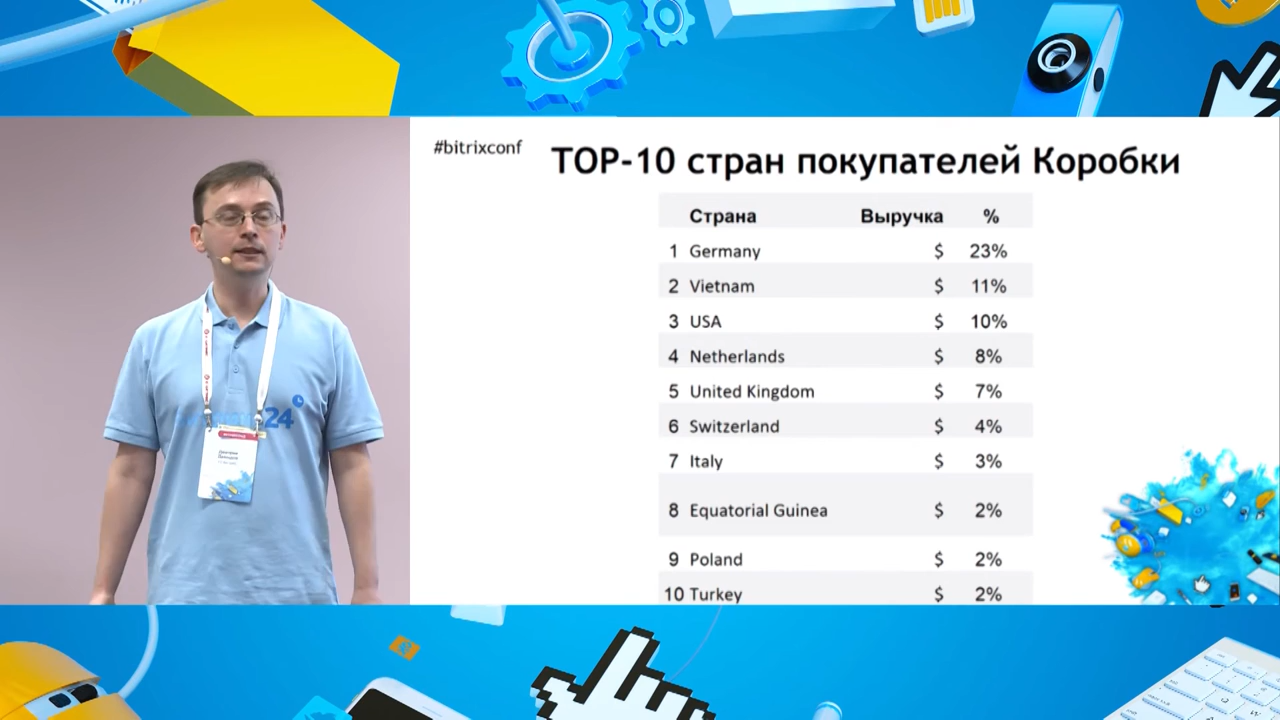 #bitrixconf
TOP-10 стран покупателей Коробки
Страна Выручка %
1 Germany $ 23%
2 Vietnam $ 11%
3 USA $ 10%
4 Netherlands $ 8%
5 United Kingdom $ 7%
6 Switzerland $ 4%
7 Italy $ 3%
8 Equatorial Guinea $ 2%
9 Poland $ 2%
10 Turkey $ 2%
24